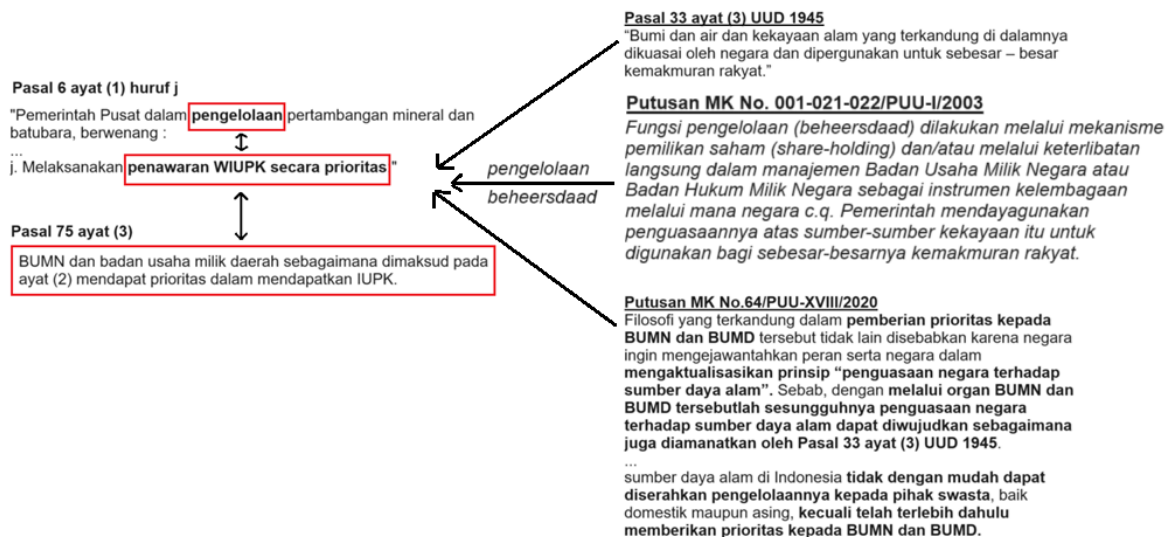 Pasal 6 ayat (1) huruf j
"Pemerintah Pusat dalam pengelolaan pertambangan mineral dan
batubara, berwenang :
...
j. Melaksanakan penawaran WIUPK secara prioritas "
Pasal 75 ayat (3)
BUMN dan badan usaha milik daerah sebagaimana dimaksud pada
ayat (2) mendapat prioritas dalam mendapatkan IUPK.
pengelolaan
beheersdaad
Pasal 33 ayat (3) UUD 1945
“Bumi dan air dan kekayaan alam yang terkandung di dalamnya
dikuasai oleh negara dan dipergunakan untuk sebesar – besar
kemakmuran rakyat.”
Putusan MK No. 001-021-022/PUU-I/2003
Fungsi pengelolaan (beheersdaad) dilakukan melalui mekanisme
pemilikan saham (share-holding) dan/atau melalui keterlibatan
langsung dalam manajemen Badan Usaha Milik Negara atau
Badan Hukum Milik Negara sebagai instrumen kelembagaan
melalui mana negara c.q. Pemerintah mendayagunakan
penguasaannya atas sumber-sumber kekayaan itu untuk
digunakan bagi sebesar-besarnya kemakmuran rakyat.
Putusan MK No.64/PUU-XVIII/2020
Filosofi yang terkandung dalam pemberian prioritas kepada
BUMN dan BUMD tersebut tidak lain disebabkan karena negara
ingin mengejawantahkan peran serta negara dalam
mengaktualisasikan prinsip “penguasaan negara terhadap
sumber daya alam”. Sebab, dengan melalui organ BUMN dan
BUMD tersebutlah sesungguhnya penguasaan negara
terhadap sumber daya alam dapat diwujudkan sebagaimana
juga diamanatkan oleh Pasal 33 ayat (3) UUD 1945.
...
sumber daya alam di Indonesia tidak dengan mudah dapat
diserahkan pengelolaannya kepada pihak swasta, baik
domestik maupun asing, kecuali telah terlebih dahulu
memberikan prioritas kepada BUMN dan BUMD.